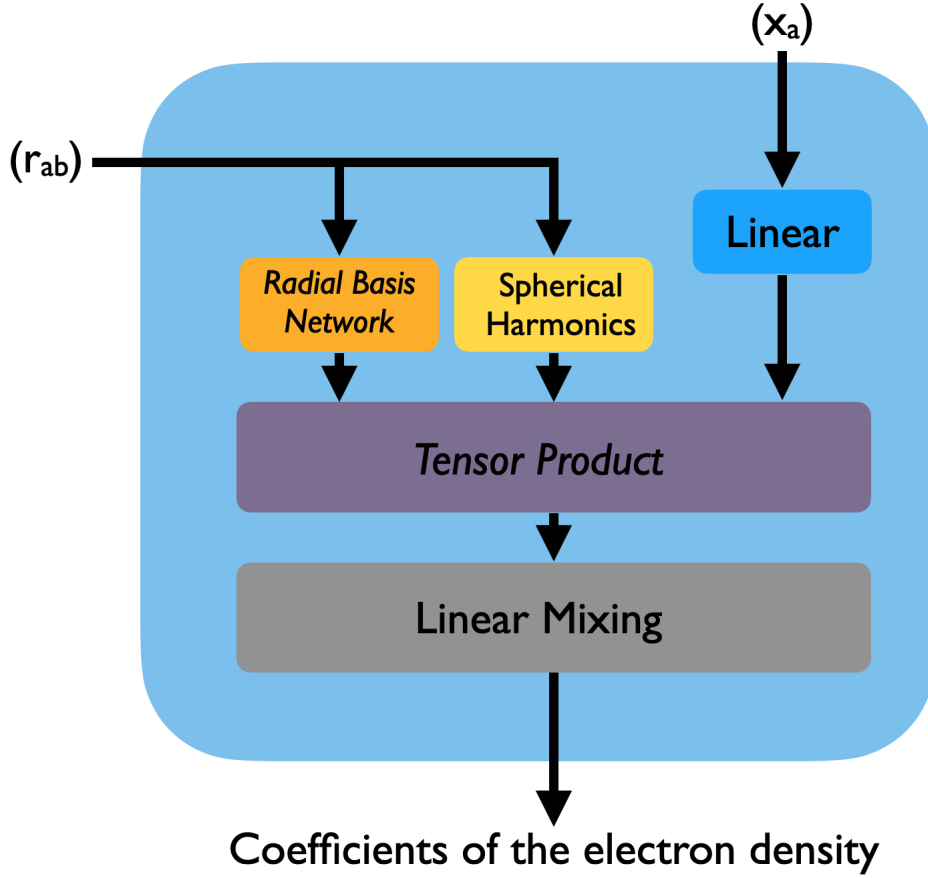 (xa)
(rab)
Linear
Radial Basis
Network
Spherical
Harmonics
Tensor Product
Linear Mixing
Coefficients of the electron density